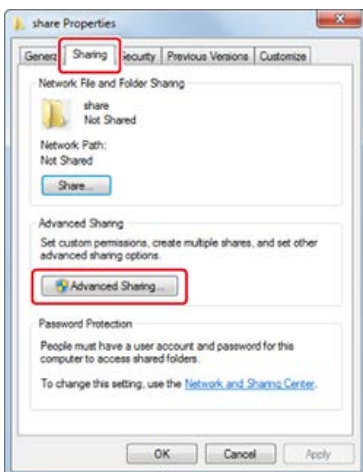 share Properties
General Sharing Security Previous Versions Customize
Network File and Folder Sharing
share
Not Shared
Network Path:
Not Shared
Share...
Advanced Sharing
Set custom permissions, create multiple shares, and set other
advanced sharing options.
Advanced Sharing...
Password Protection
People must have a user account and password for this
computer to access shared folders.
To change this setting, use the Network and Sharing Center.
OK Cancel Apply